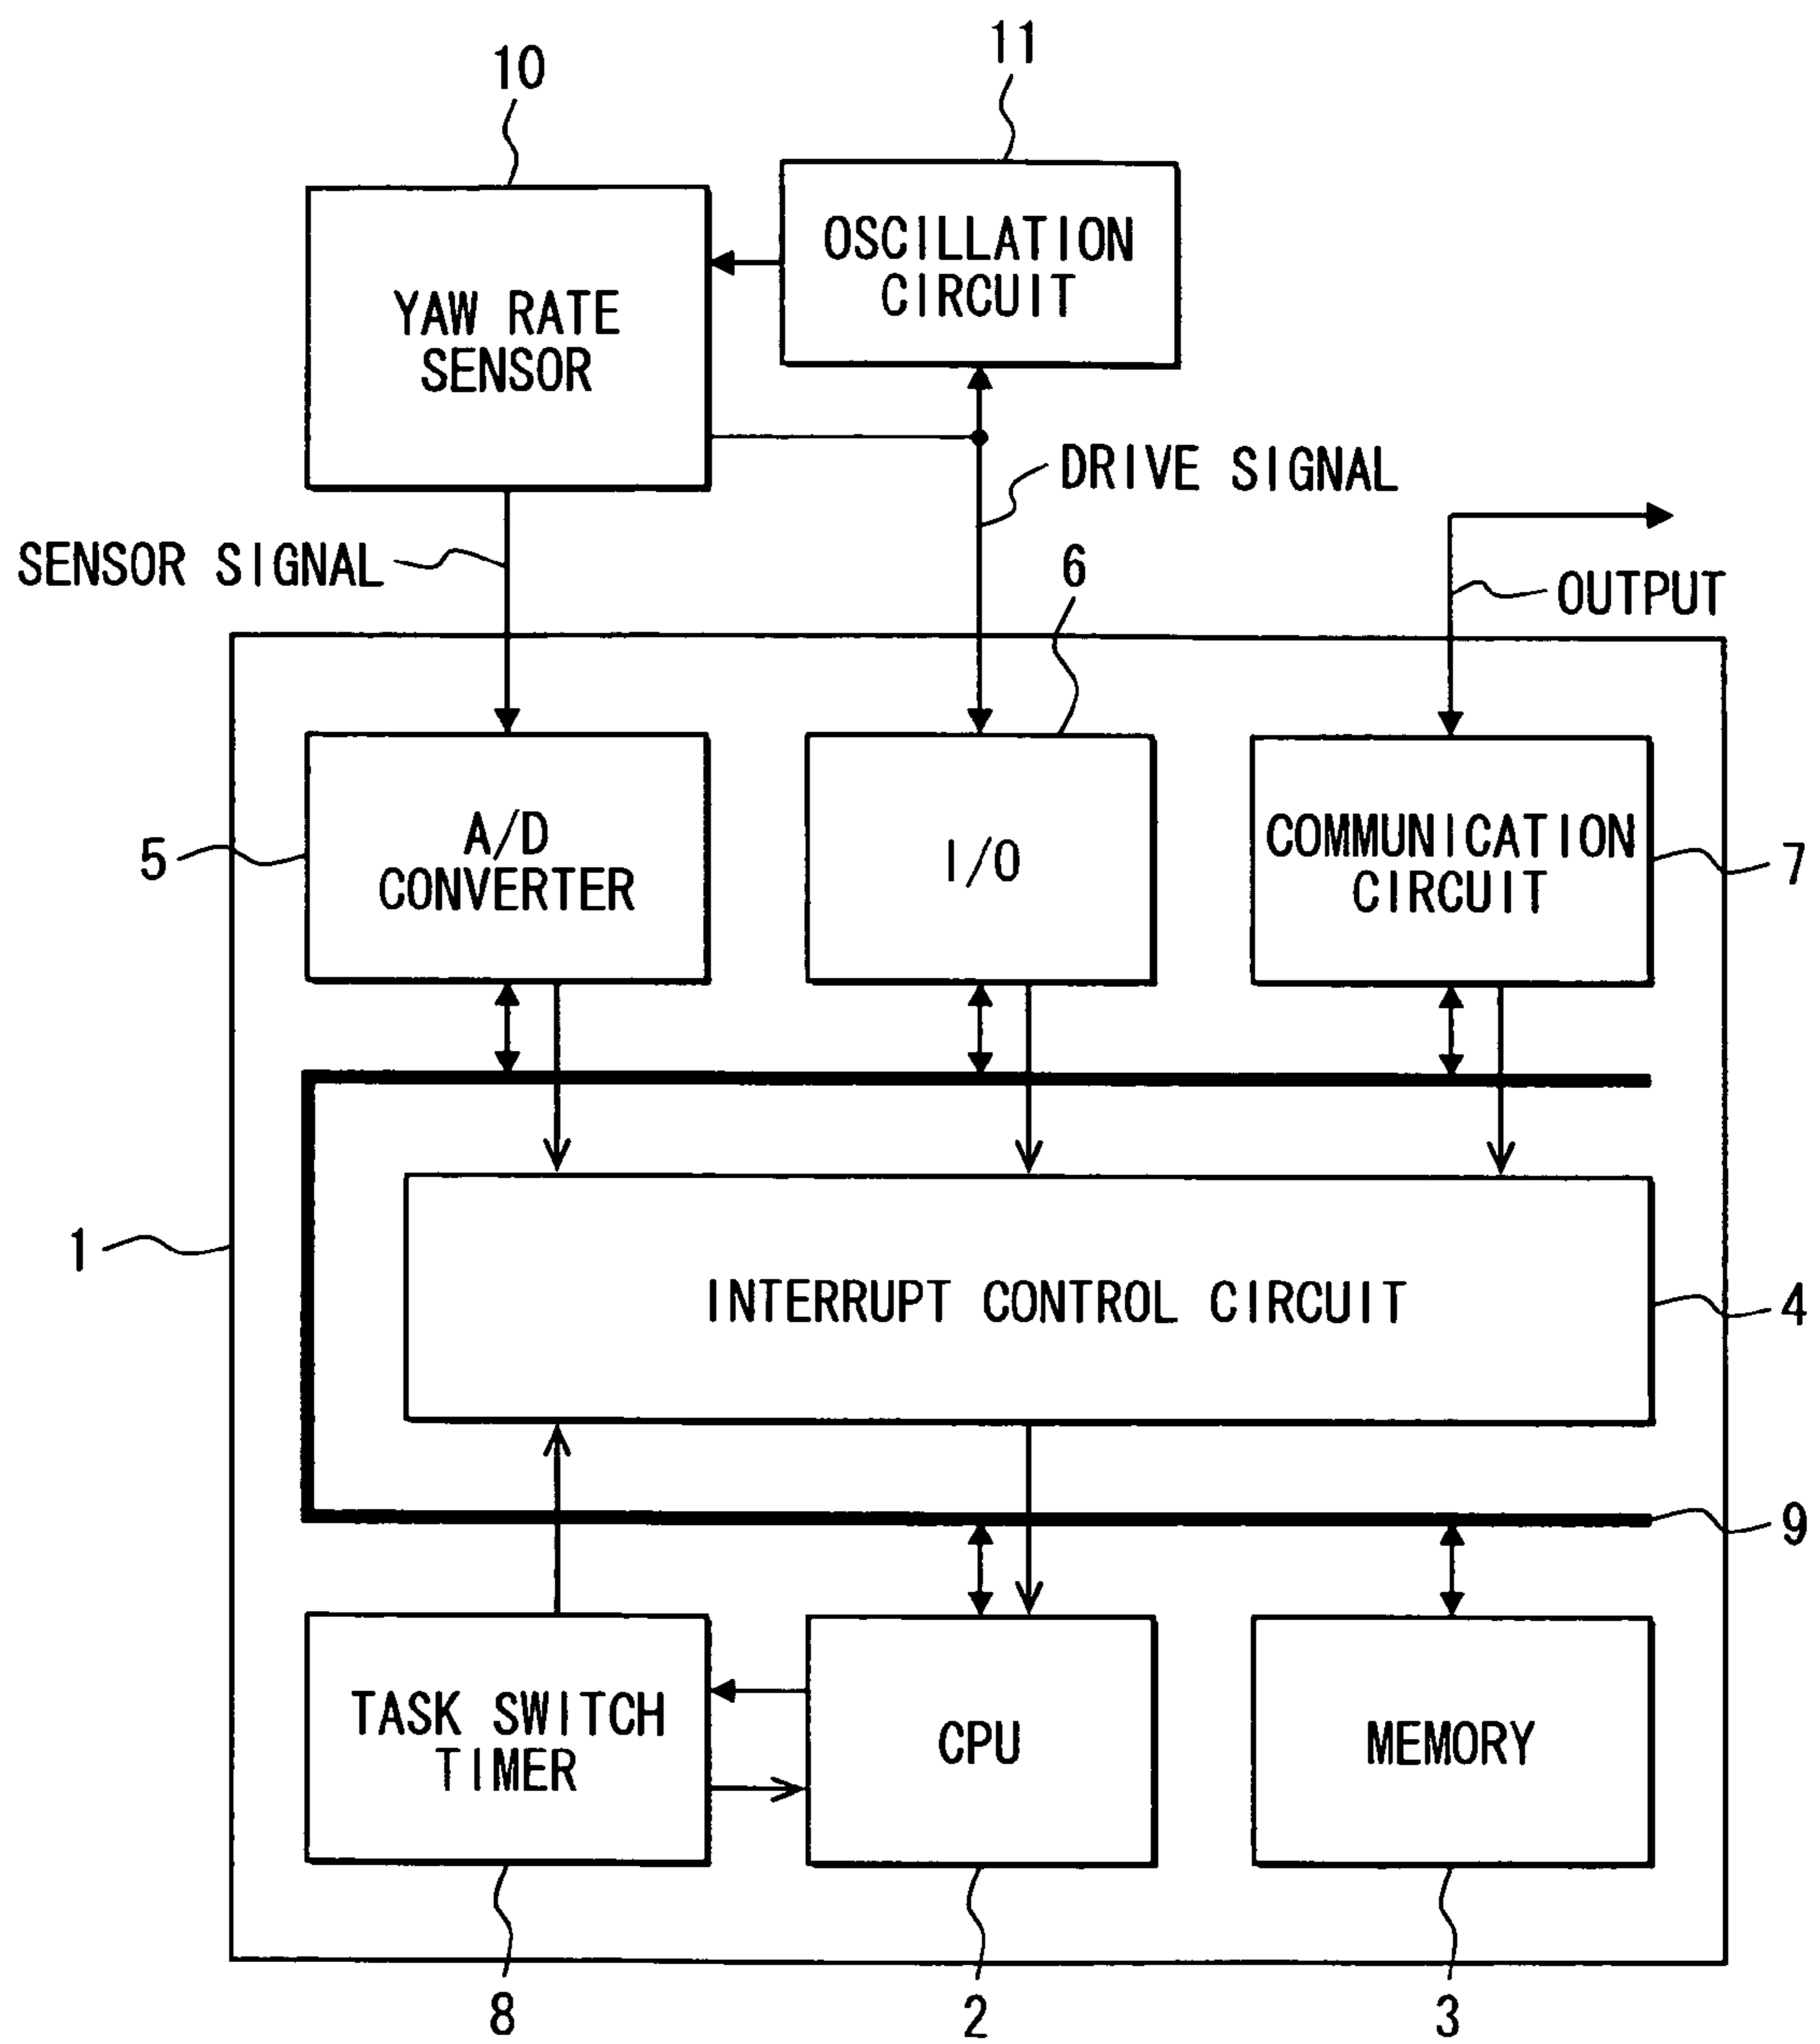 10
11
OSCILLATION
CIRCUIT
YAW RATE
SENSOR
DRIVE SIGNAL
SENSOR SIGNAL
6
OUTPUT
5
A/D
CONVERTER
I/O
COMMUNICATION
CIRCUIT
7
1
INTERRUPT CONTROL CIRCUIT
4
9
TASK SWITCH
TIMER
CPU
MEMORY
8
2
3